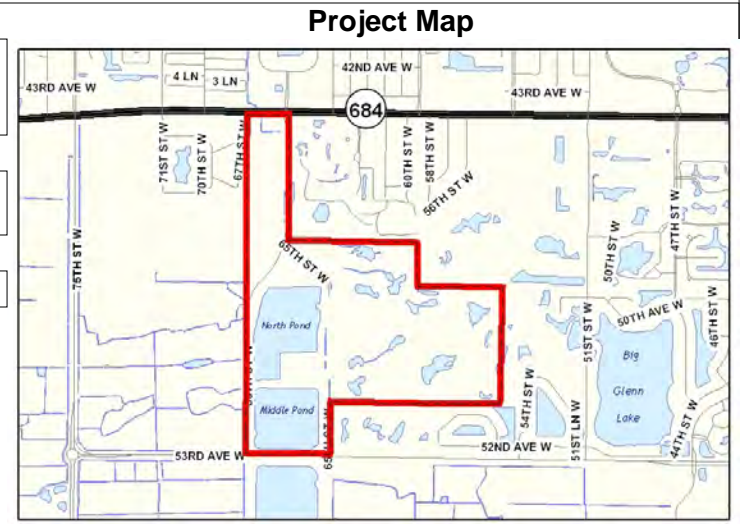 Project Map
4 LN
3 LN
42ND AVE W
43RD AVE W
43RD AVE W
684
71ST ST W
70TH ST W
67TH ST W
60TH ST W
58TH ST W
56TH ST W
75TH ST W
65TH ST W
50TH ST W
47TH ST W
North Pond
51ST ST W
50TH AVE W
46TH ST W
Big
Glenn
Lake
Middle Pond
54TH ST W
51ST LN W
44TH ST W
53RD AVE W
52ND AVE W